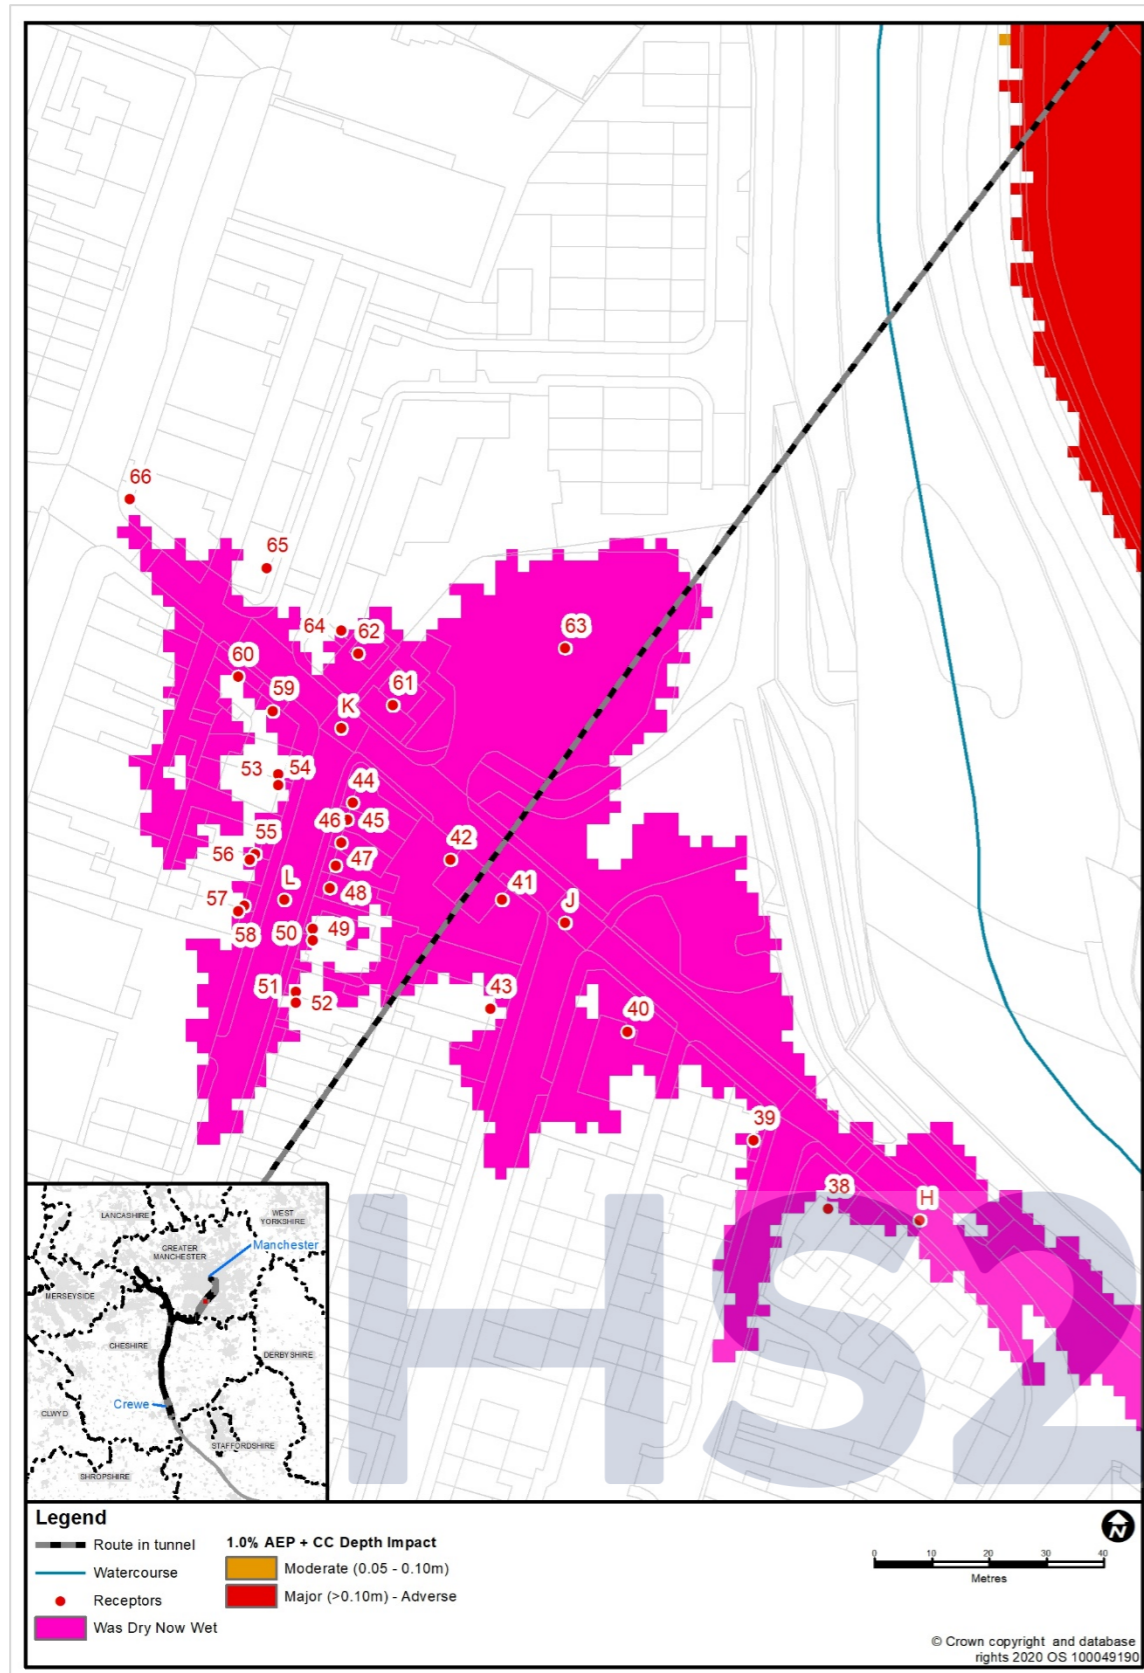 66
65
64
62
63
60
59
61
K
53
54
44
46
45
55
56
42
47
L
48
41
57
J
58
50
49
51
52
43
40
39
38
H
HS2
LANCASHIRE
WEST
YORKSHIRE
GREATER
MANCHESTER
Manchester
MERSEYSIDE
CHESHIRE
DERBYSHIRE
Crewe
CLWYD
STAFFORDSHIRE
SHROPSHIRE
Legend
Route in tunnel
Watercourse
Receptors
Was Dry Now Wet
1.0% AEP + CC Depth Impact
Moderate (0.05 - 0.10m)
Major (>0.10m) - Adverse
N
0 10 20 30 40
Metres
© Crown copyright and database
rights 2020 OS 100049190